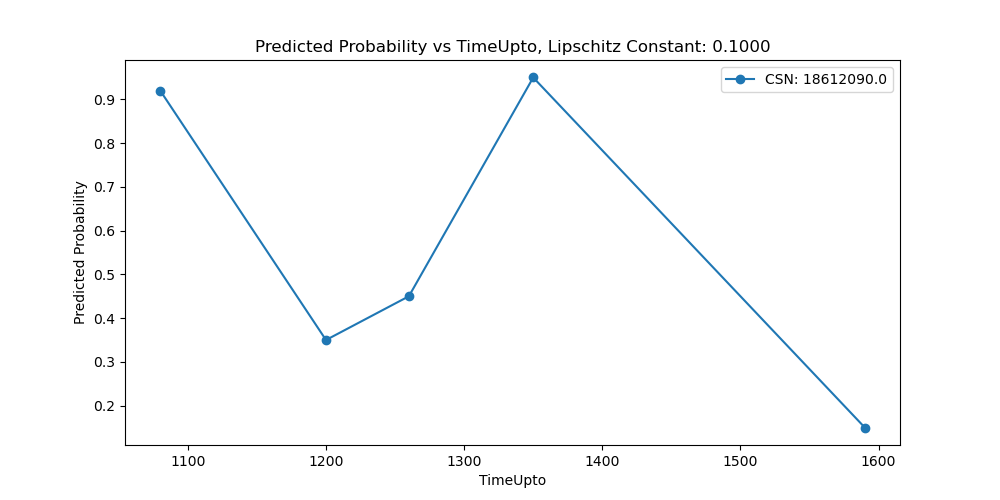 Predicted Probability vs TimeUpto, Lipschitz Constant: 0.1000
CSN: 18612090.0
Predicted Probability
0.9
0.8
0.7
0.6
0.5
0.4
0.3
0.2
1100 1200 1300 1400 1500 1600
TimeUpto